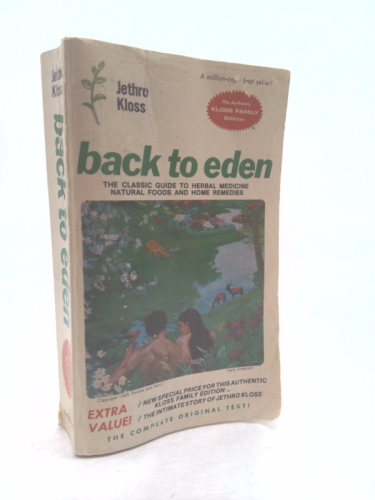 Jethro
Kloss
back to eden
A million-copy best seller!
The Authentic
KLOSS FAMILY
Edition
Jethro
Kloss
back to eden
THE CLASSIC GUIDE TO HERBAL MEDICINE
NATURAL FOODS AND HOME REMEDIES
EXTRA
VALUE!
/ NEW SPECIAL PRICE FOR THIS AUTHENTIC
KLOSS FAMILY EDITION ...
/ THE INTIMATE STORY OF JETHRO KLOSS
THE COMPLETE ORIGINAL TEXT!